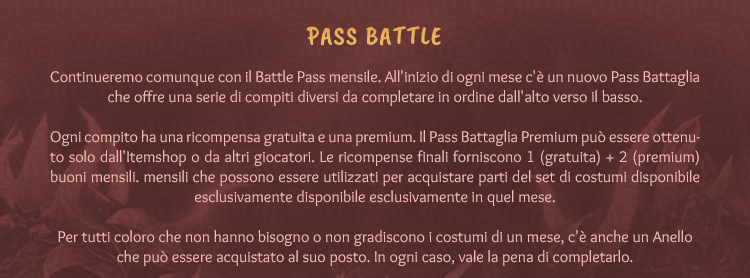 PASS BATTLE
Continueremo comunque con il Battle Pass mensile. All'inizio di ogni mese c'è un nuovo Pass Battaglia
che offre una serie di compiti diversi da completare in ordine dall'alto verso il basso.
Ogni compito ha una ricompensa gratuita e una premium. Il Pass Battaglia Premium può essere ottenu-
to solo dall'Itemshop o da altri giocatori. Le ricompense finali forniscono 1 (gratuita) + 2 (premium)
buoni mensili. mensili che possono essere utilizzati per acquistare parti del set di costumi disponibile
esclusivamente disponibile esclusivamente in quel mese.
Per tutti coloro che non hanno bisogno o non gradiscono i costumi di un mese, c'è anche un Anello
che può essere acquistato al suo posto. In ogni caso, vale la pena di completarlo.